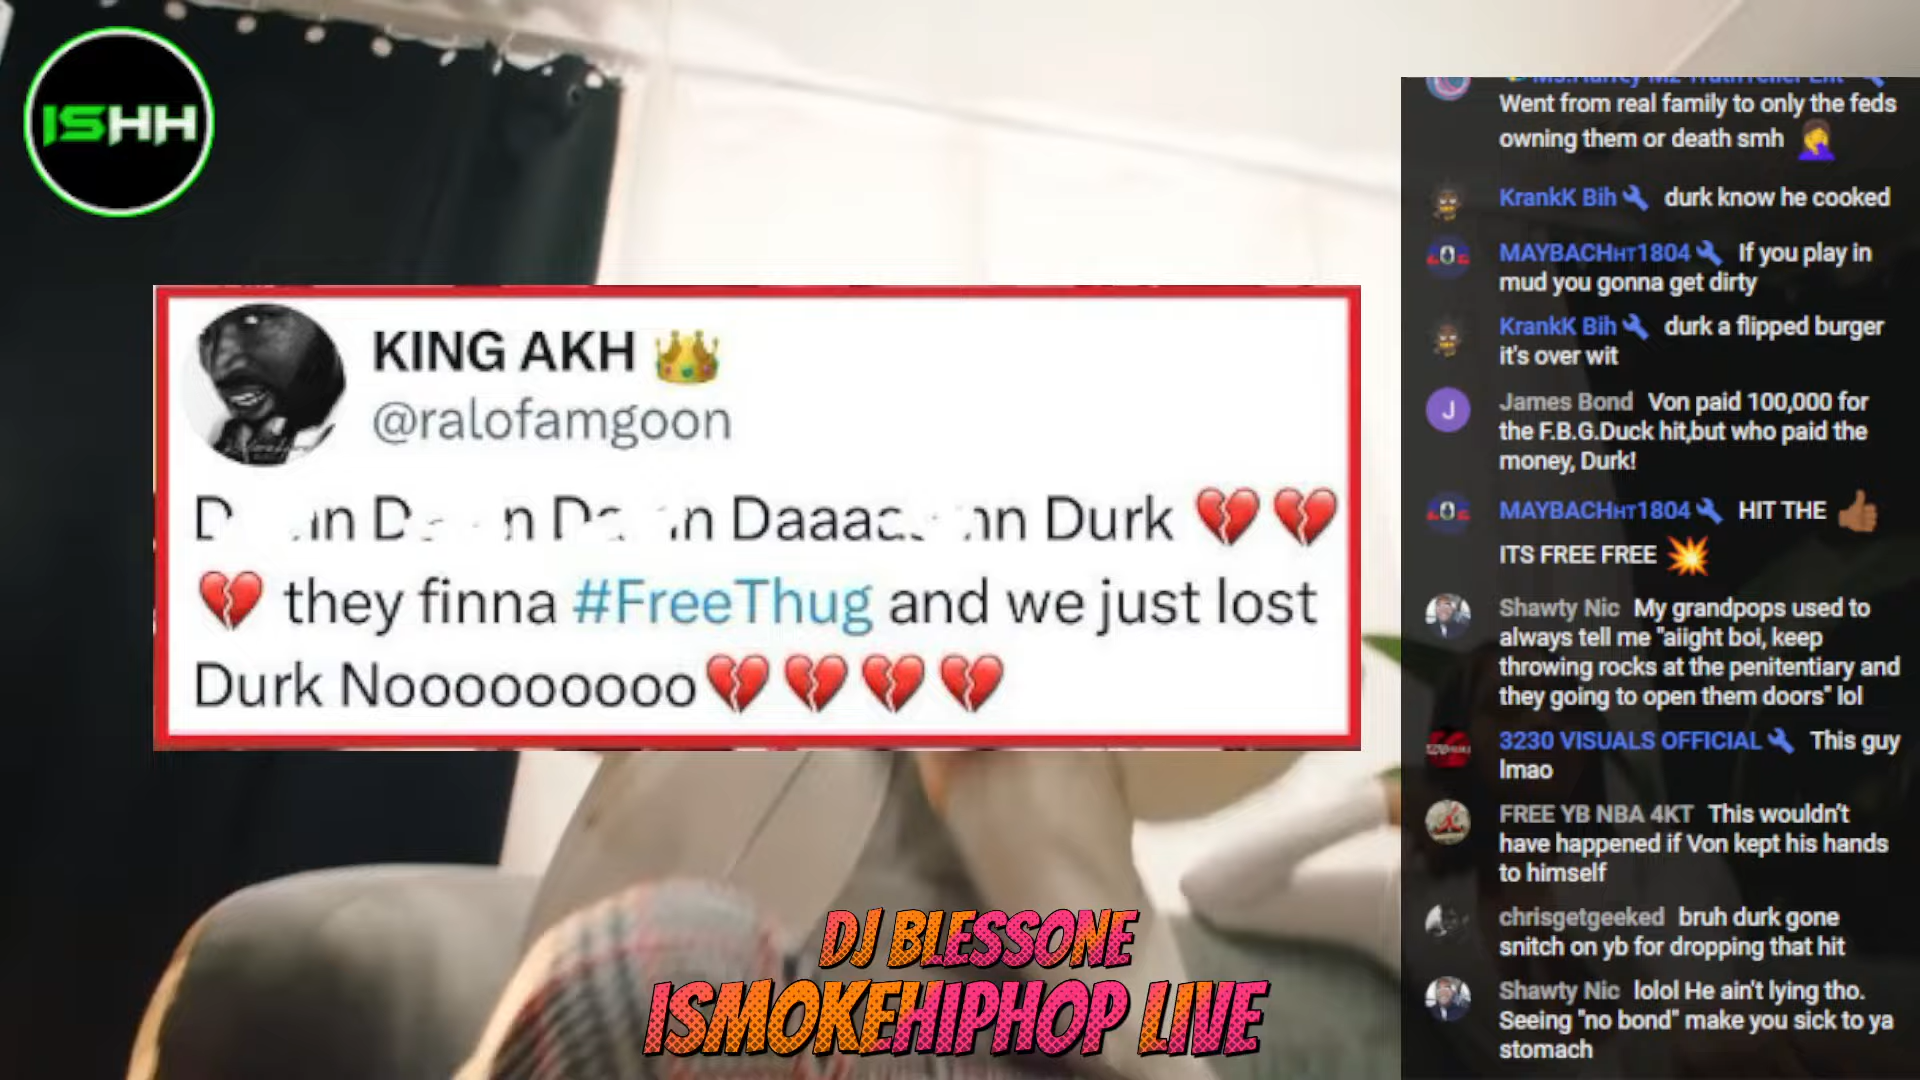 ISHH
KING AKH 👑
@ralofamgoon
Durk 💔💔
💔 they finna #FreeThug and we just lost
Durk Nooooooooo💔💔💔💔
DJ BLESSONE
ISMOKEHIPHOP LIVE
Went from real family to only the feds
owning them or death smh 🤦
KrankK Bih durk know he cooked
MAYBACHHT1804 If you play in
mud you gonna get dirty
KrankK Bih durk a flipped burger
it's over wit
J James Bond Von paid 100,000 for
the F.B.G.Duck hit,but who paid the
money, Durk!
MAYBACHHT1804 HIT THE 👍🏾
ITS FREE FREE 💥
Shawty Nic My grandpops used to
always tell me "aiight boi, keep
throwing rocks at the penitentiary and
they going to open them doors" lol
3230 VISUALS OFFICIAL This guy
lmao
FREE YB NBA 4KT This wouldn't
have happened if Von kept his hands
to himself
chrisgetgeeked bruh durk gone
snitch on yb for dropping that hit
Shawty Nic lolol He ain't lying tho.
Seeing "no bond" make you sick to ya
stomach